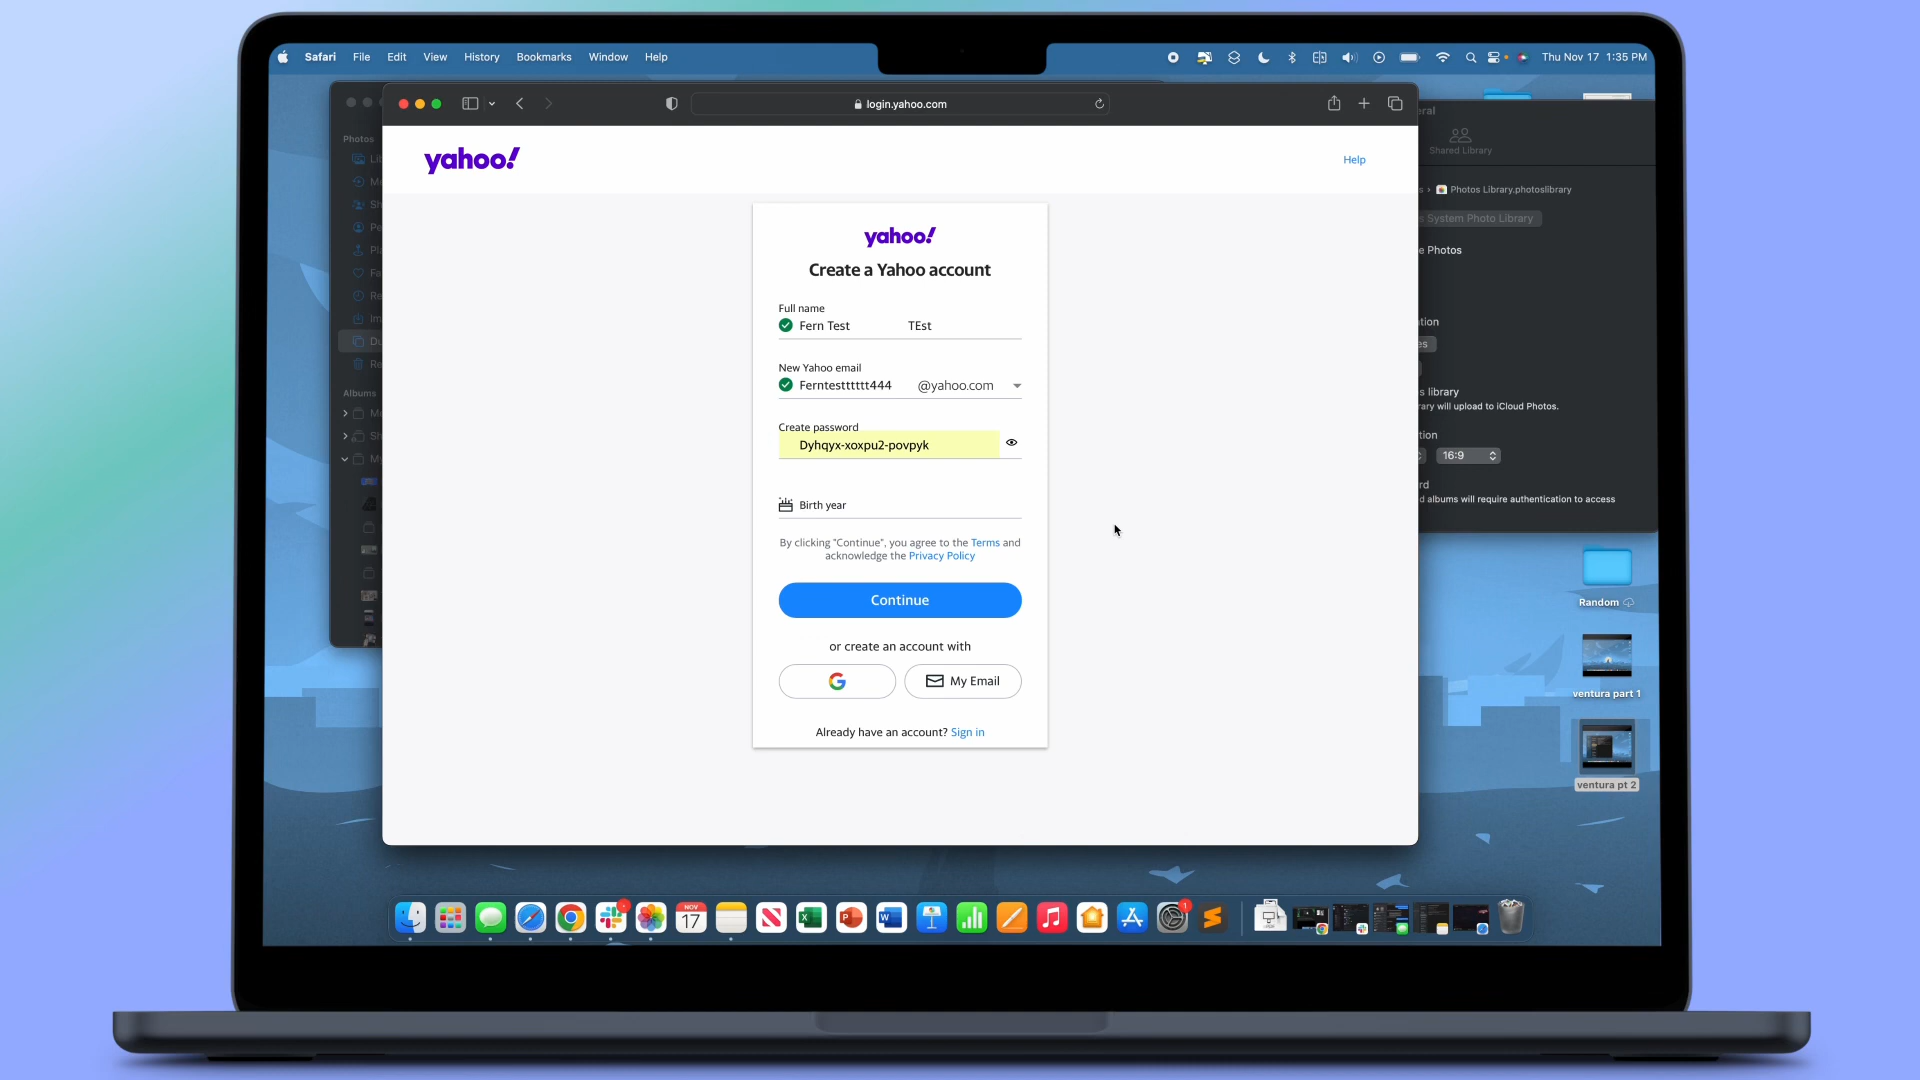 Safari File Edit View History Bookmarks Window Help
Thu Nov 17 1:35 PM
login.yahoo.com
yahoo!
Help
yahoo!
Create a Yahoo account
Full name
Fern Test TEst
New Yahoo email
Ferntestttttt444 @yahoo.com
Create password
Dyhqyx-xoxpu2-povpyk
Birth year
By clicking "Continue", you agree to the Terms and
acknowledge the Privacy Policy
Continue
or create an account with
G My Email
Already have an account? Sign in
Photos
Albums
Shared Library
Photos Library.photoslibrary
System Photo Library
Photos
library
will upload to iCloud Photos.
16:9
albums will require authentication to access
Random
ventura part 1
ventura pt 2
NOV
17
1